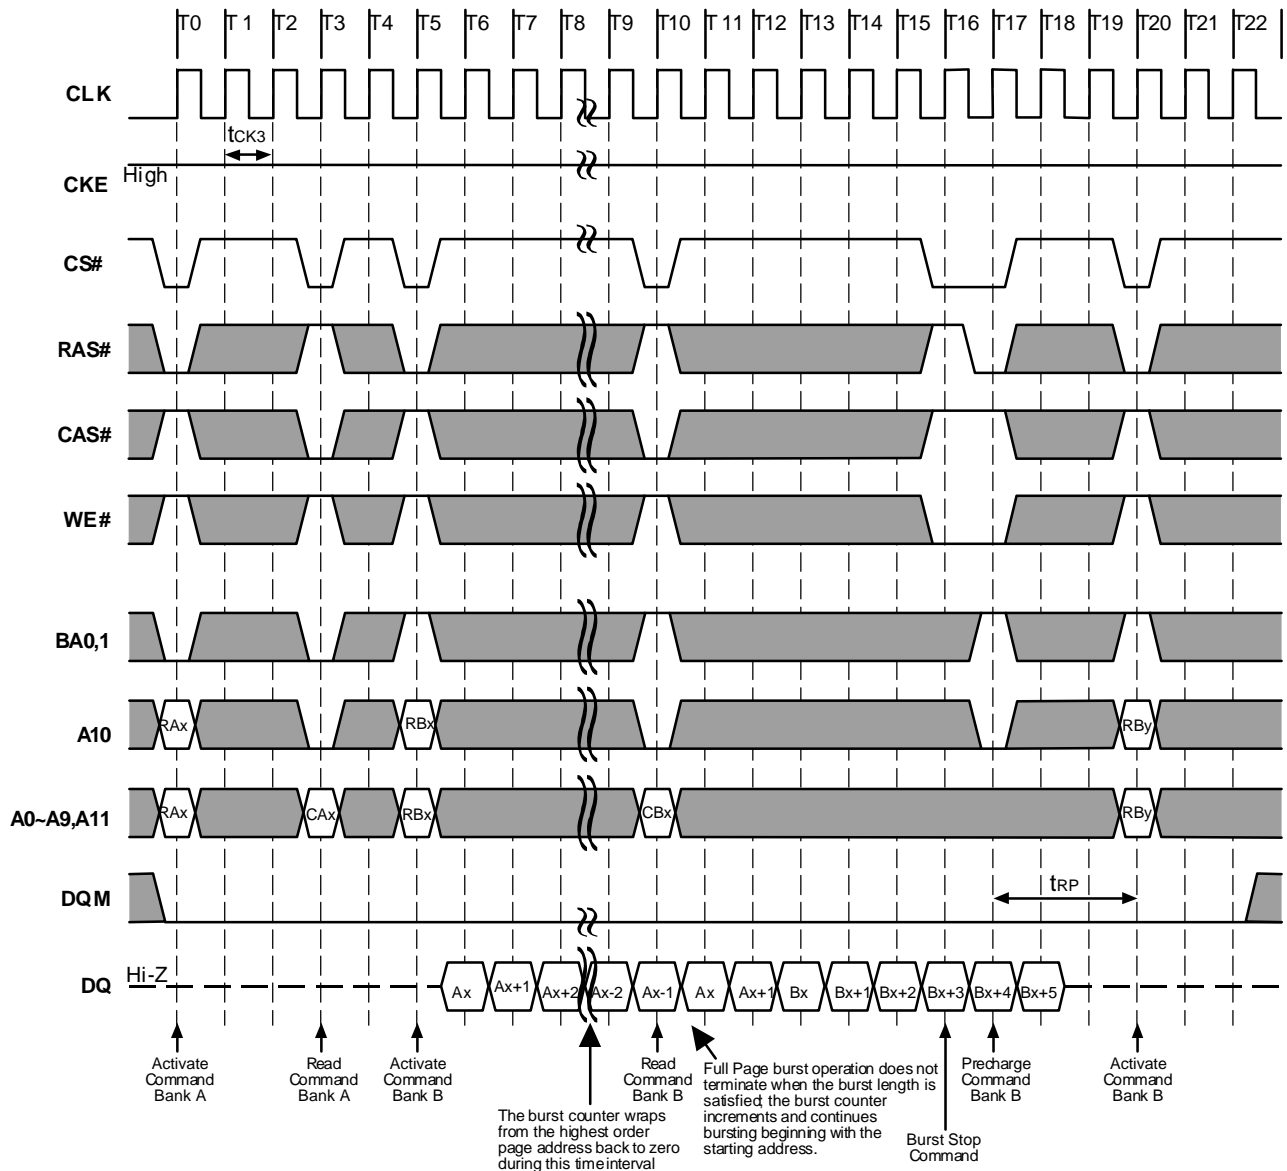 T0 T1 T2 T3 T4 T5 T6 T7 T8 T9 T10 T11 T12 T13 T14 T15 T16 T17 T18 T19 T20 T21 T22
CLK
tCK3
High
CKE
CS#
RAS#
CAS#
WE#
BA0,1
A10
RAx RBx RBy
A0~A9,A11
RAx CAx RBx CBx RBy
DQM
tRP
Hi-Z
DQ
Ax Ax+1 Ax+2 Ax-2 Ax-1 Ax Ax+1 Bx Bx+1 Bx+2 Bx+3 Bx+4 Bx+5
Activate
Command
Bank A
Read
Command
Bank A
Activate
Command
Bank B
The burst counter wraps
from the highest order
page address back to zero
during this time interval
Read
Command
Bank B
Full Page burst operation does not
terminate when the burst length is
satisfied; the burst counter
increments and continues
bursting beginning with the
starting address.
Burst Stop
Command
Precharge
Command
Bank B
Activate
Command
Bank B